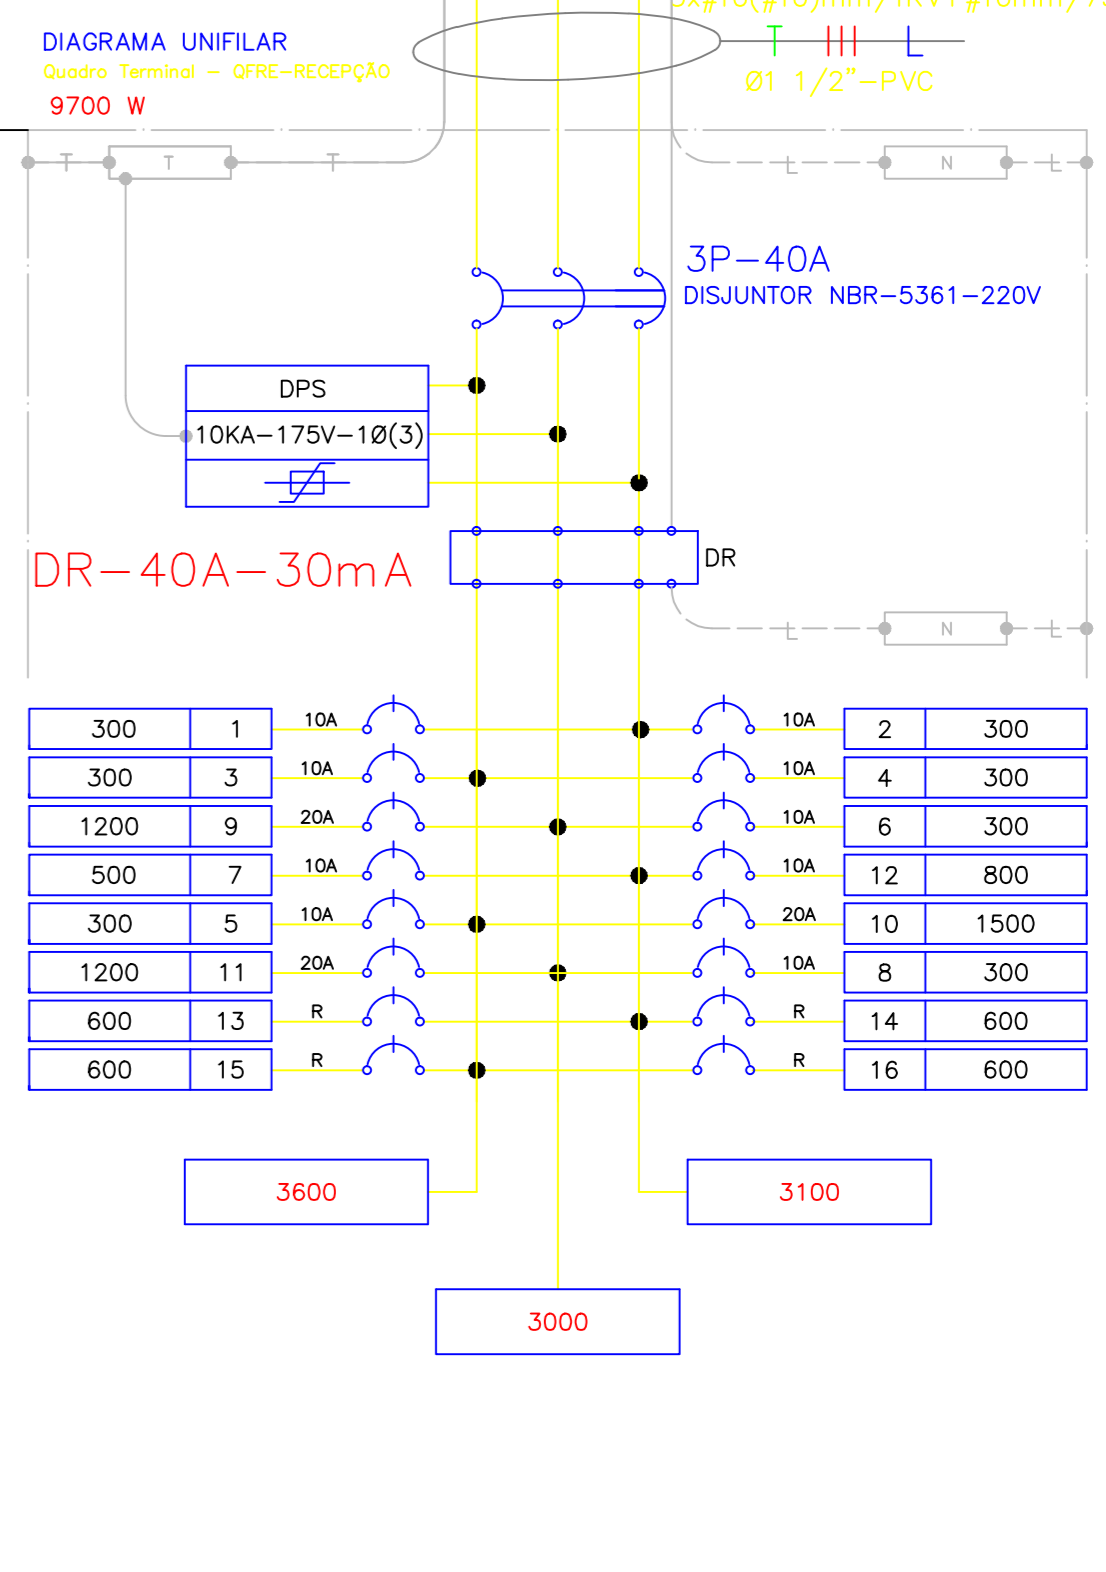 DIAGRAMA UNIFILAR
Quadro Terminal - QFRE-RECEPÇÃO
9700 W
T L
Ø1 1/2"-PVC
T T T
L N L
3P-40A
DISJUNTOR NBR-5361-220V
DPS
10KA-175V-1Ø(3)
DR-40A-30mA
DR
L N L
300 1 10A 10A 2 300
300 3 10A 10A 4 300
1200 9 20A 10A 6 300
500 7 10A 10A 12 800
300 5 10A 20A 10 1500
1200 11 20A 10A 8 300
600 13 R R 14 600
600 15 R R 16 600
3600
3100
3000